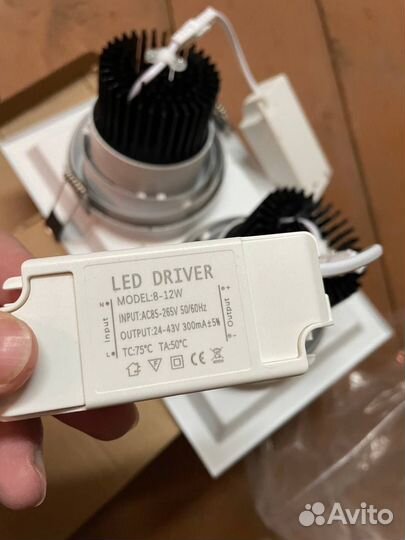 LED DRIVER
MODEL:8-12W
INPUT:AC85-265V 50/60Hz
OUTPUT:24-43V 300mA±5%
TC:75℃ TA:50℃
N Input L
+ Output -
F CE
Avito